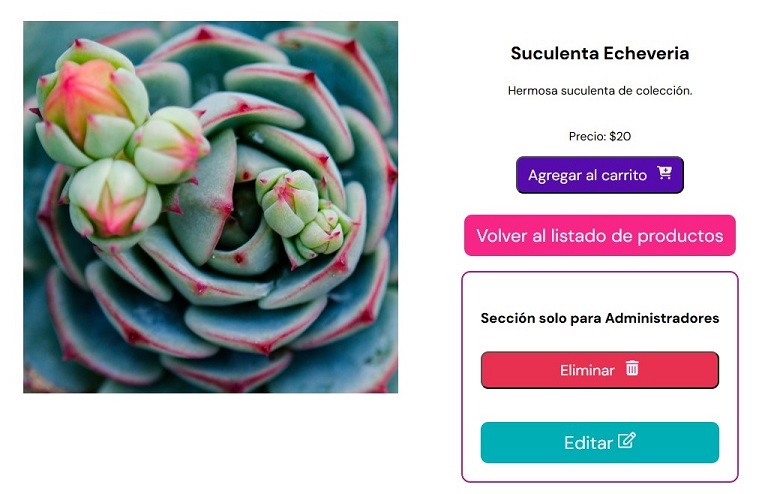 Suculenta Echeveria
Hermosa suculenta de colección.
Precio: $20
Agregar al carrito
Volver al listado de productos
Sección solo para Administradores
Eliminar
Editar